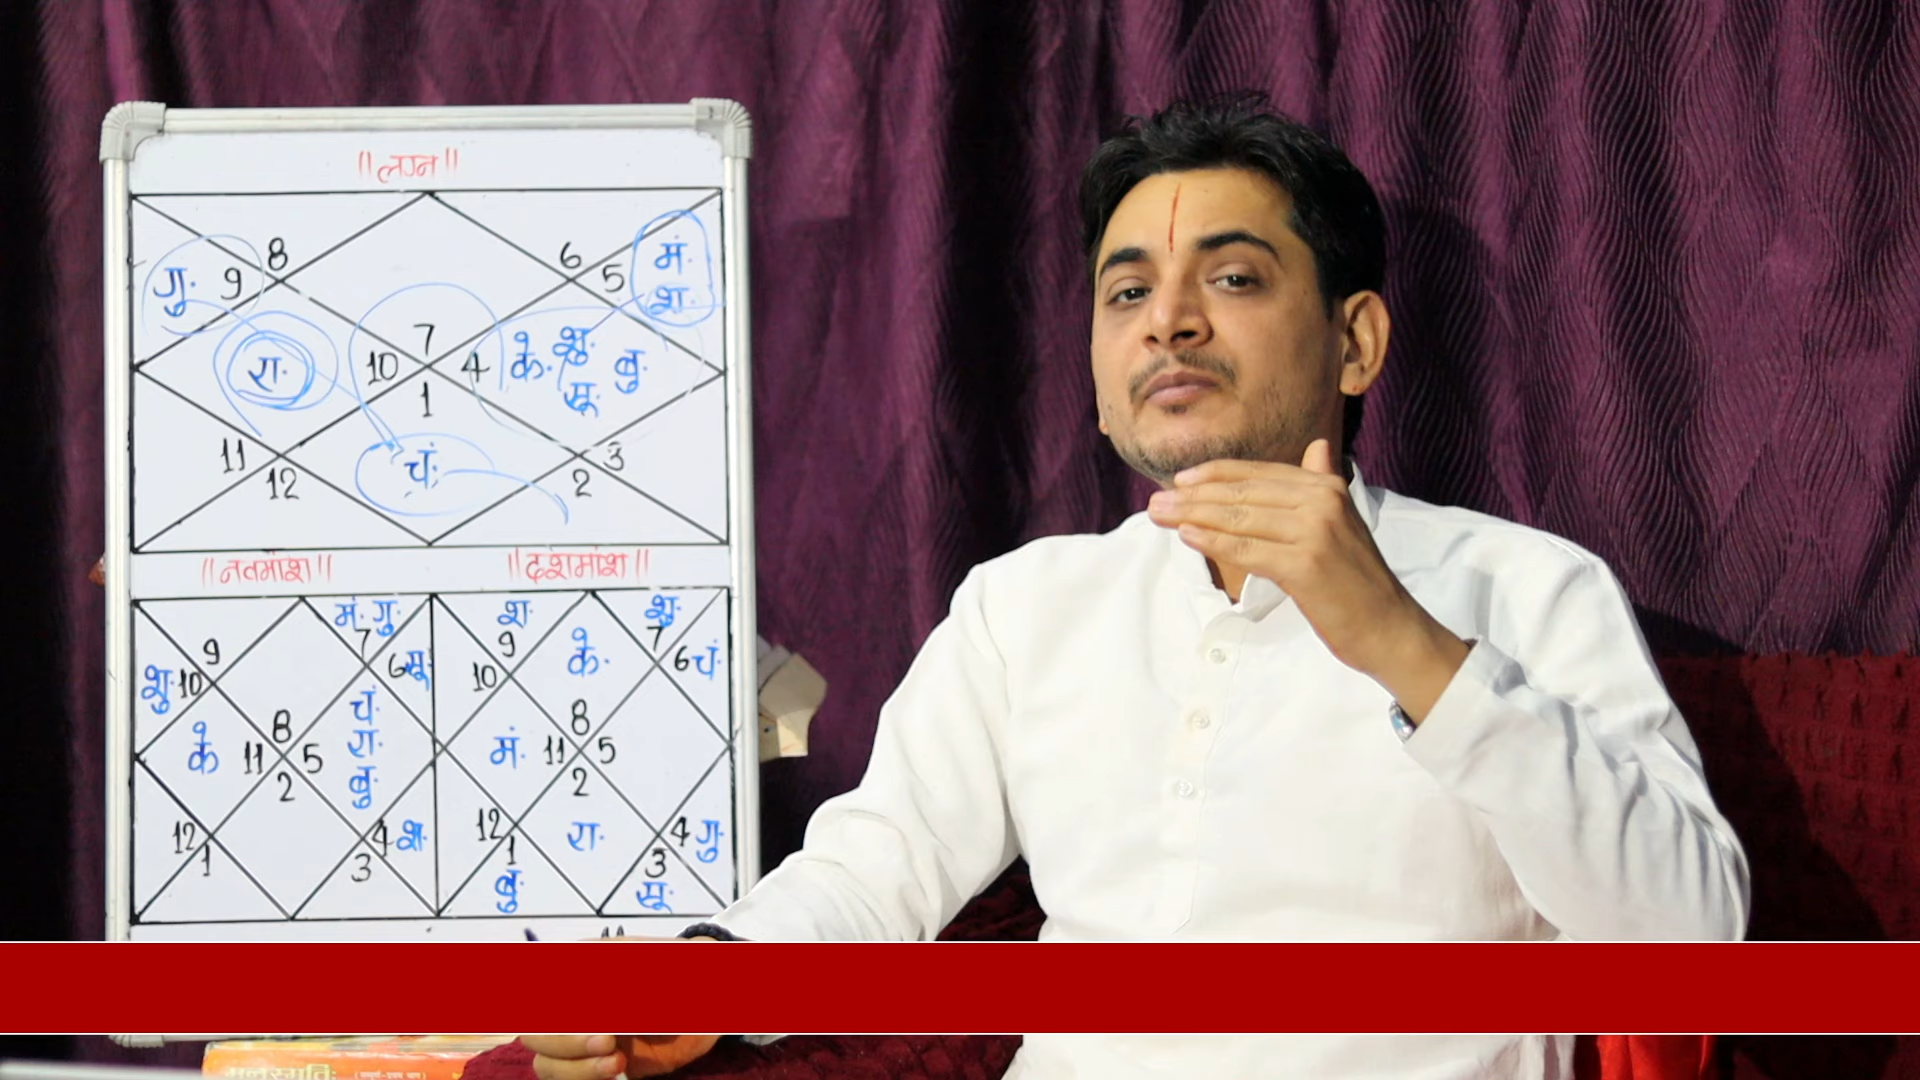 ॥लग्न॥
8 6 मं.
गु. 9 5 श.
7 के. शु. बु.
रा. 10 4 सू.
1
11 चं. 3
12 2
॥नवमांश॥ ॥दशमांश॥
मं. गु. श. शु.
9 7 9 के. 7
शु. 10 6 सू. 10 6 चं
चं.
8 रा. 8
के 11 5 बु. मं. 11 5
2 2
12 4 श. 12 रा. 4 गु.
1 3 1 3
बु. सू.
मनुस्मृतिः